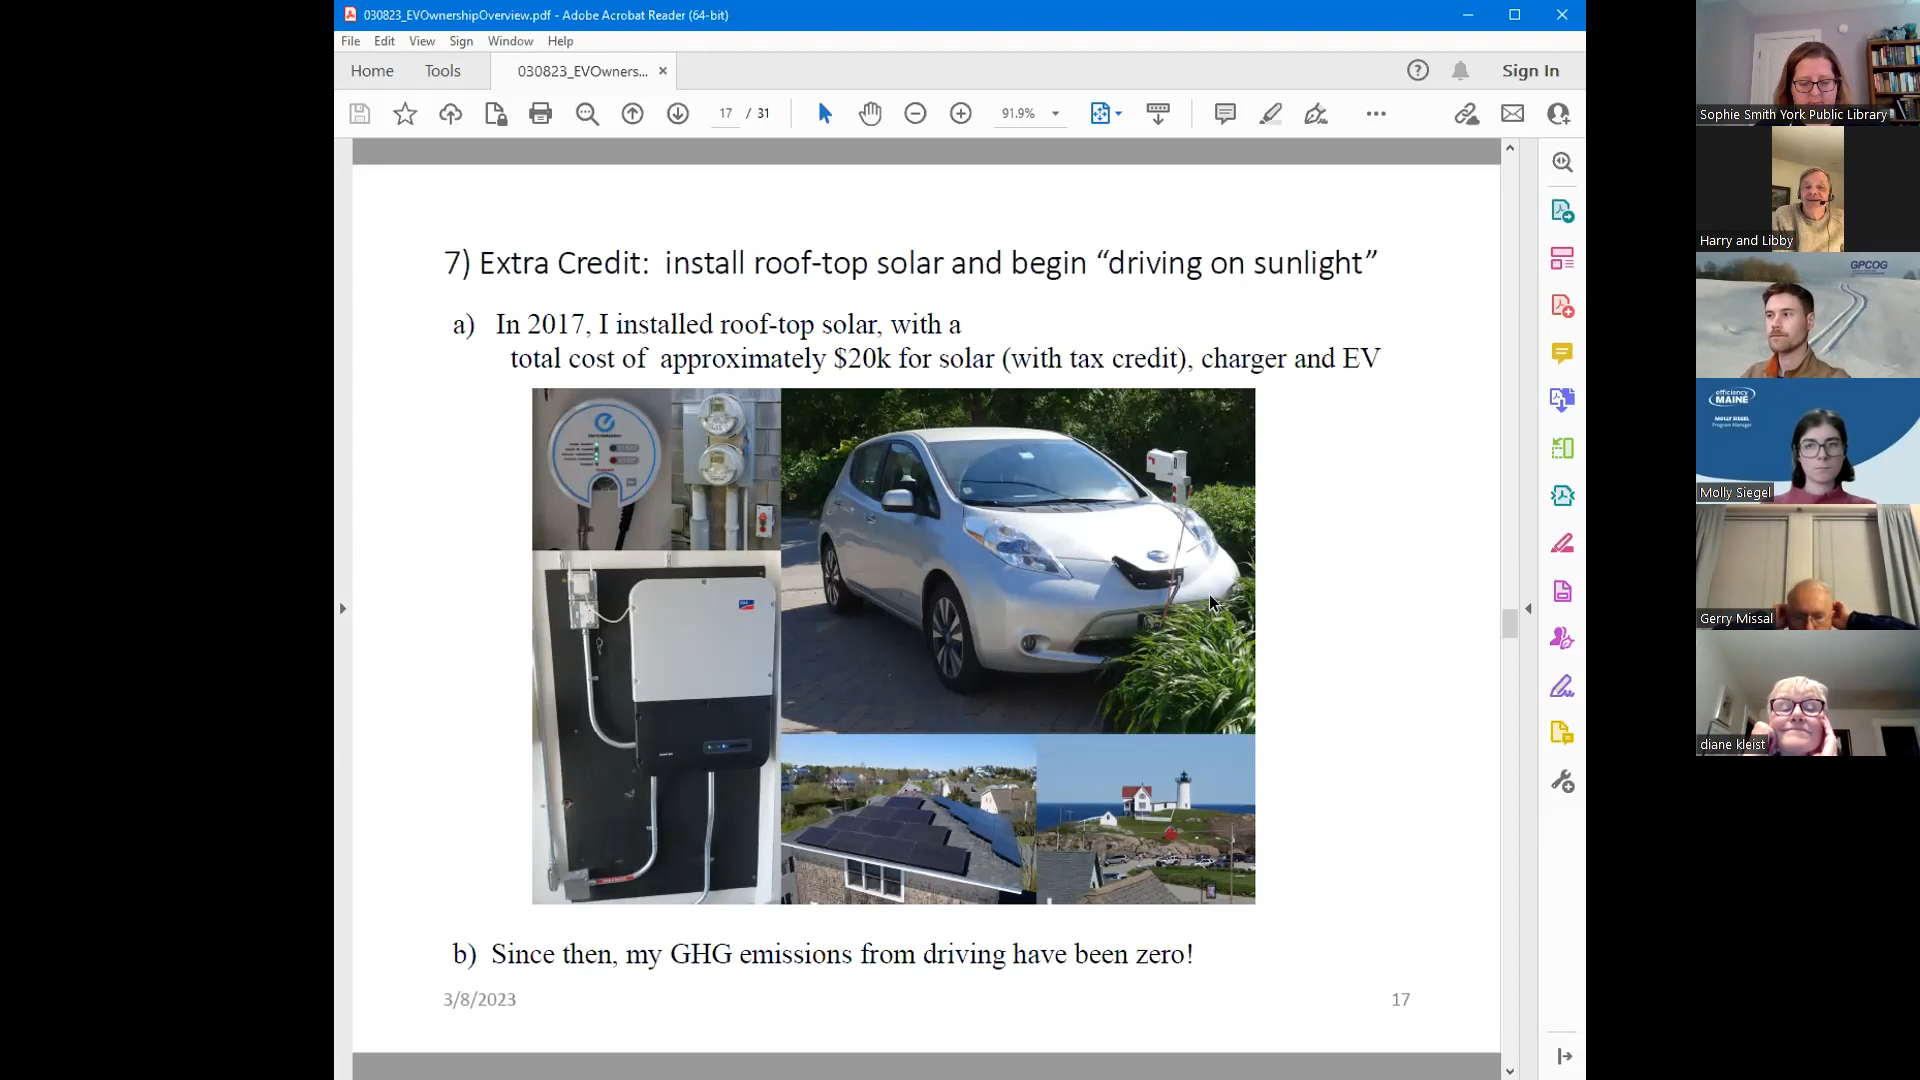 030823_EVOwnershipOverview.pdf - Adobe Acrobat Reader (64-bit)
File Edit View Sign Window Help
Home Tools 030823_EVOwners... Sign In
17 / 31 91.9%
7) Extra Credit: install roof-top solar and begin “driving on sunlight”
a) In 2017, I installed roof-top solar, with a
total cost of approximately $20k for solar (with tax credit), charger and EV
b) Since then, my GHG emissions from driving have been zero!
3/8/2023 17
Sophie Smith York Public Library
Harry and Libby
GPCOG
efficiency
MAINE
MOLLY SIEGEL
Program Manager
Molly Siegel
Gerry Missal
diane kleist